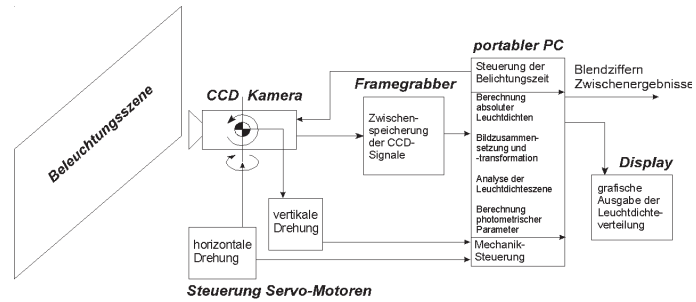 Beleuchtungsszene
CCD Kamera
Framegrabber
Zwischen-
speicherung
der CCD-
Signale
portabler PC
Steuerung der
Belichtungszeit
Berechnung
absoluter
Leuchtdichten
Bildzusammen-
setzung und
-transformation
Analyse der
Leuchtdichteszene
Berechnung
photometrischer
Parameter
Mechanik-
Steuerung
Blendziffern
Zwischenergebnisse
Display
grafische
Ausgabe der
Leuchtdichte-
verteilung
vertikale
Drehung
horizontale
Drehung
Steuerung Servo-Motoren